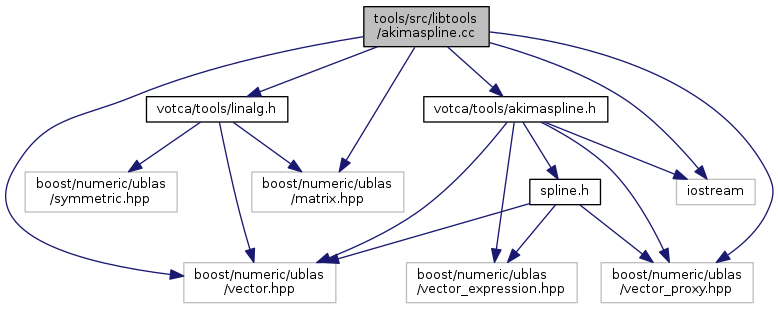 tools/src/libtools
/akimaspline.cc
votca/tools/linalg.h
votca/tools/akimaspline.h
boost/numeric/ublas
/symmetric.hpp
boost/numeric/ublas
/matrix.hpp
spline.h
iostream
boost/numeric/ublas
/vector.hpp
boost/numeric/ublas
/vector_expression.hpp
boost/numeric/ublas
/vector_proxy.hpp